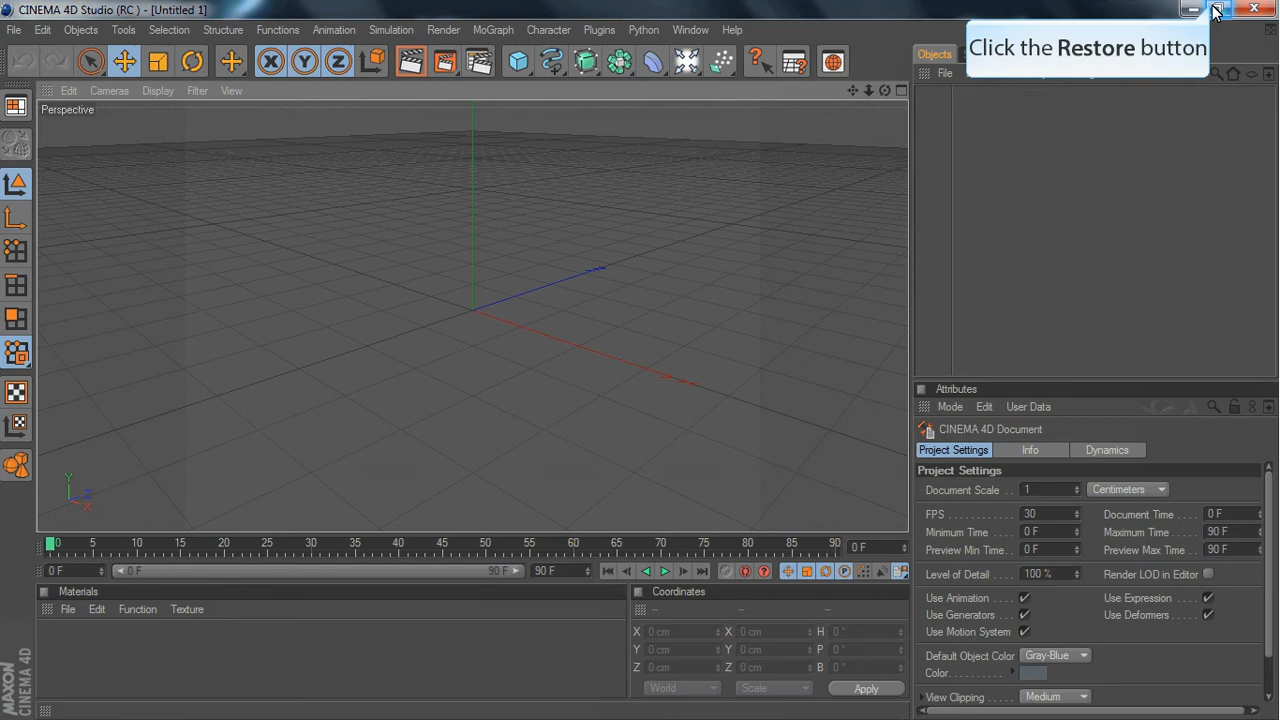 CINEMA 4D Studio (RC ) - [Untitled 1]
File Edit Objects Tools Selection Structure Functions Animation Simulation Render MoGraph Character Plugins Python Window Help
Click the Restore button
Objects
File
Edit Cameras Display Filter View
Perspective
Y
Z
X
Attributes
Mode Edit User Data
CINEMA 4D Document
Project Settings Info Dynamics
Project Settings
Document Scale . . 1 Centimeters
FPS 30 Document Time 0 F
Minimum Time 0 F Maximum Time 90 F
Preview Min Time 0 F Preview Max Time 90 F
Level of Detail 100 % Render LOD in Editor
Use Animation Use Expression
Use Generators Use Deformers
Use Motion System
Default Object Color Gray-Blue
Color
View Clipping Medium
0 5 10 15 20 25 30 35 40 45 50 55 60 65 70 75 80 85 90 0 F
0 F 0 F 90 F 90 F
Materials
File Edit Function Texture
Coordinates
-- -- --
X 0 cm X 0 cm H 0 °
Y 0 cm Y 0 cm P 0 °
Z 0 cm Z 0 cm B 0 °
World Scale Apply
MAXON
CINEMA 4D